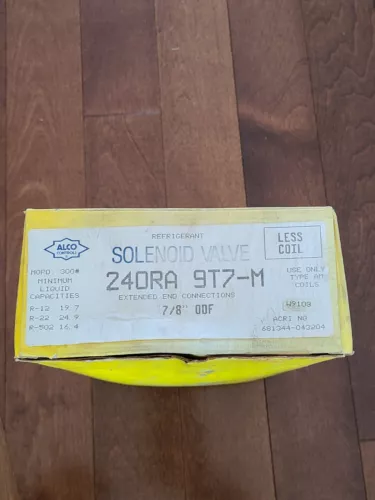 ALCO
CONTROLS
REFRIGERANT
SOLENOID VALVE
240RA 9T7-M
EXTENDED END CONNECTIONS
7/8" ODF
LESS
COIL
MOPD 300#
MINIMUM
LIQUID
CAPACITIES
R-12 19.7
R-22 24.9
R-502 16.4
USE ONLY
TYPE AM
COILS
W9108
ACRI NO
681344-043204